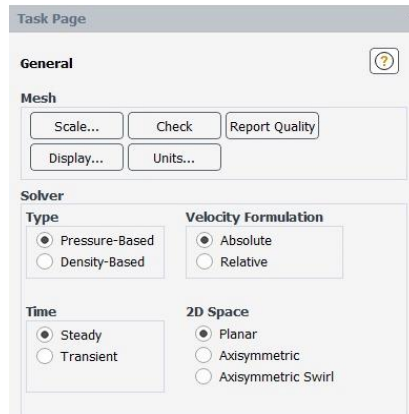 Task Page
General
?
Mesh
Scale... Check Report Quality
Display... Units...
Solver
Type Velocity Formulation
Pressure-Based Absolute
Density-Based Relative
Time 2D Space
Steady Planar
Transient Axisymmetric
Axisymmetric Swirl